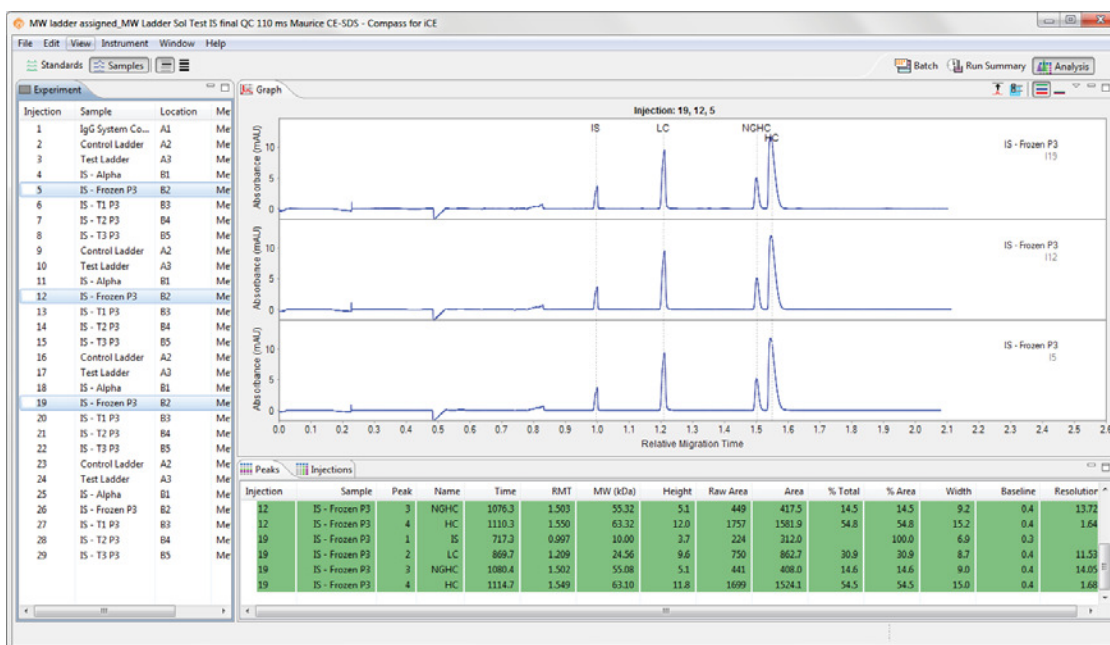 MW ladder assigned_MW Ladder Sol Test IS final QC 110 ms Maurice CE-SDS - Compass for iCE
File Edit View Instrument Window Help
Standards Samples Batch Run Summary Analysis
Experiment
Injection Sample Location Me
1 IgG System Co... A1 Me
2 Control Ladder A2 Me
3 Test Ladder A3 Me
4 IS - Alpha B1 Me
5 IS - Frozen P3 B2 Me
6 IS - T1 P3 B3 Me
7 IS - T2 P3 B4 Me
8 IS - T3 P3 B5 Me
9 Control Ladder A2 Me
10 Test Ladder A3 Me
11 IS - Alpha B1 Me
12 IS - Frozen P3 B2 Me
13 IS - T1 P3 B3 Me
14 IS - T2 P3 B4 Me
15 IS - T3 P3 B5 Me
16 Control Ladder A2 Me
17 Test Ladder A3 Me
18 IS - Alpha B1 Me
19 IS - Frozen P3 B2 Me
20 IS - T1 P3 B3 Me
21 IS - T2 P3 B4 Me
22 IS - T3 P3 B5 Me
23 Control Ladder A2 Me
24 Test Ladder A3 Me
25 IS - Alpha B1 Me
26 IS - Frozen P3 B2 Me
27 IS - T1 P3 B3 Me
28 IS - T2 P3 B4 Me
29 IS - T3 P3 B5 Me
Graph
Injection: 19, 12, 5
IS LC NGHC HC
IS - Frozen P3
I19
Absorbance (mAU)
10
5
0
IS - Frozen P3
I12
Absorbance (mAU)
10
5
0
IS - Frozen P3
I5
Absorbance (mAU)
10
5
0
0.0 0.1 0.2 0.3 0.4 0.5 0.6 0.7 0.8 0.9 1.0 1.1 1.2 1.3 1.4 1.5 1.6 1.7 1.8 1.9 2.0 2.1 2.2 2.3 2.4 2.5 2.6
Relative Migration Time
Peaks Injections
Injection Sample Peak Name Time RMT MW (kDa) Height Raw Area Area % Total % Area Width Baseline Resolution
12 IS - Frozen P3 3 NGHC 1076.3 1.503 55.32 5.1 449 417.5 14.5 14.5 9.2 0.4 13.72
12 IS - Frozen P3 4 HC 1110.3 1.550 63.32 12.0 1757 1581.9 54.8 54.8 15.2 0.4 1.64
19 IS - Frozen P3 1 IS 717.3 0.997 10.00 3.7 224 312.0 100.0 6.9 0.3
19 IS - Frozen P3 2 LC 869.7 1.209 24.56 9.6 750 862.7 30.9 30.9 8.7 0.4 11.53
19 IS - Frozen P3 3 NGHC 1080.4 1.502 55.08 5.1 441 408.0 14.6 14.6 9.0 0.4 14.05
19 IS - Frozen P3 4 HC 1114.7 1.549 63.10 11.8 1699 1524.1 54.5 54.5 15.0 0.4 1.68